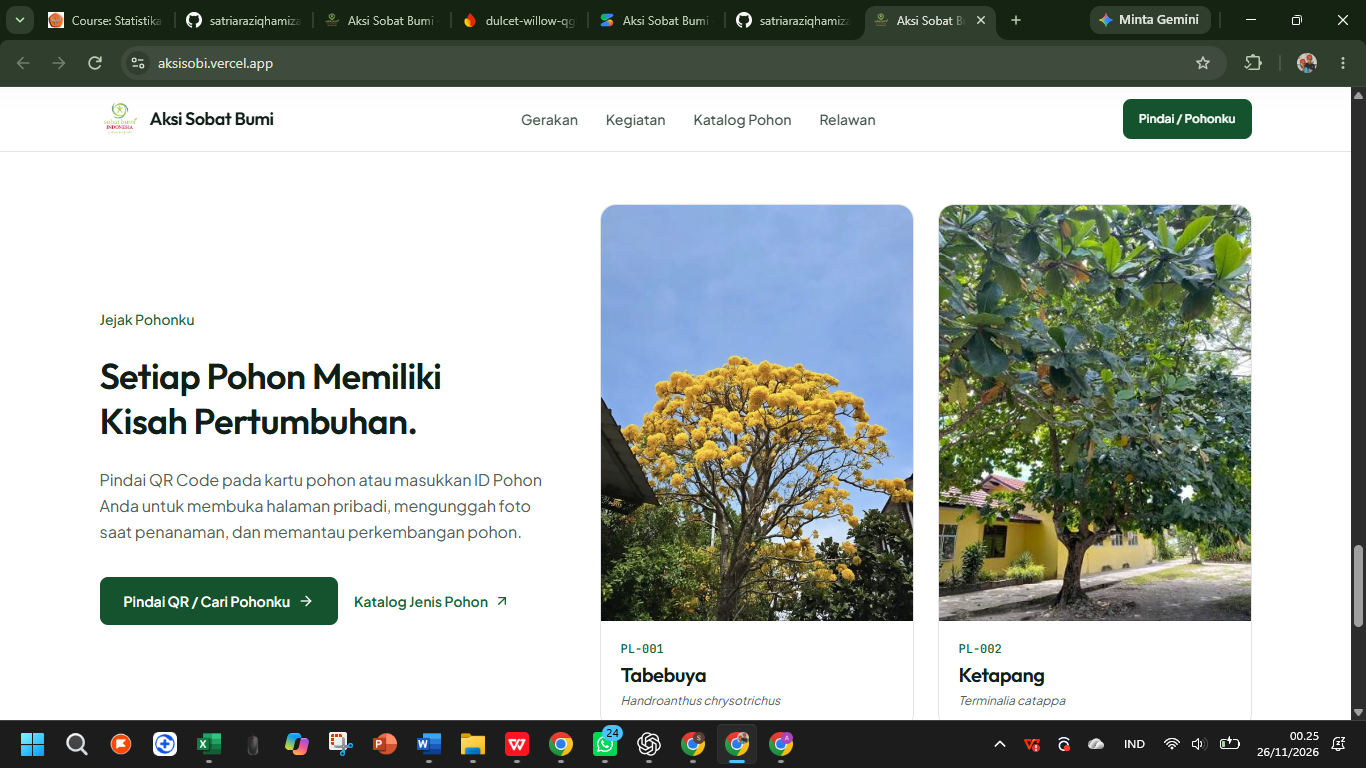 Course: Statistika
satriaraziqhamiza
Aksi Sobat Bumi
dulcet-willow-qg
Aksi Sobat Bumi
satriaraziqhamiza
Aksi Sobat B
Minta Gemini
aksisobi.vercel.app
sobat bumi
INDONESIA
Aksi Sobat Bumi
Gerakan
Kegiatan
Katalog Pohon
Relawan
Pindai / Pohonku
Jejak Pohonku
Setiap Pohon Memiliki
Kisah Pertumbuhan.
Pindai QR Code pada kartu pohon atau masukkan ID Pohon
Anda untuk membuka halaman pribadi, mengunggah foto
saat penanaman, dan memantau perkembangan pohon.
Pindai QR / Cari Pohonku →
Katalog Jenis Pohon ↗
PL-001
Tabebuya
Handroanthus chrysotrichus
PL-002
Ketapang
Terminalia catappa
24
IND
00.25
26/11/2026